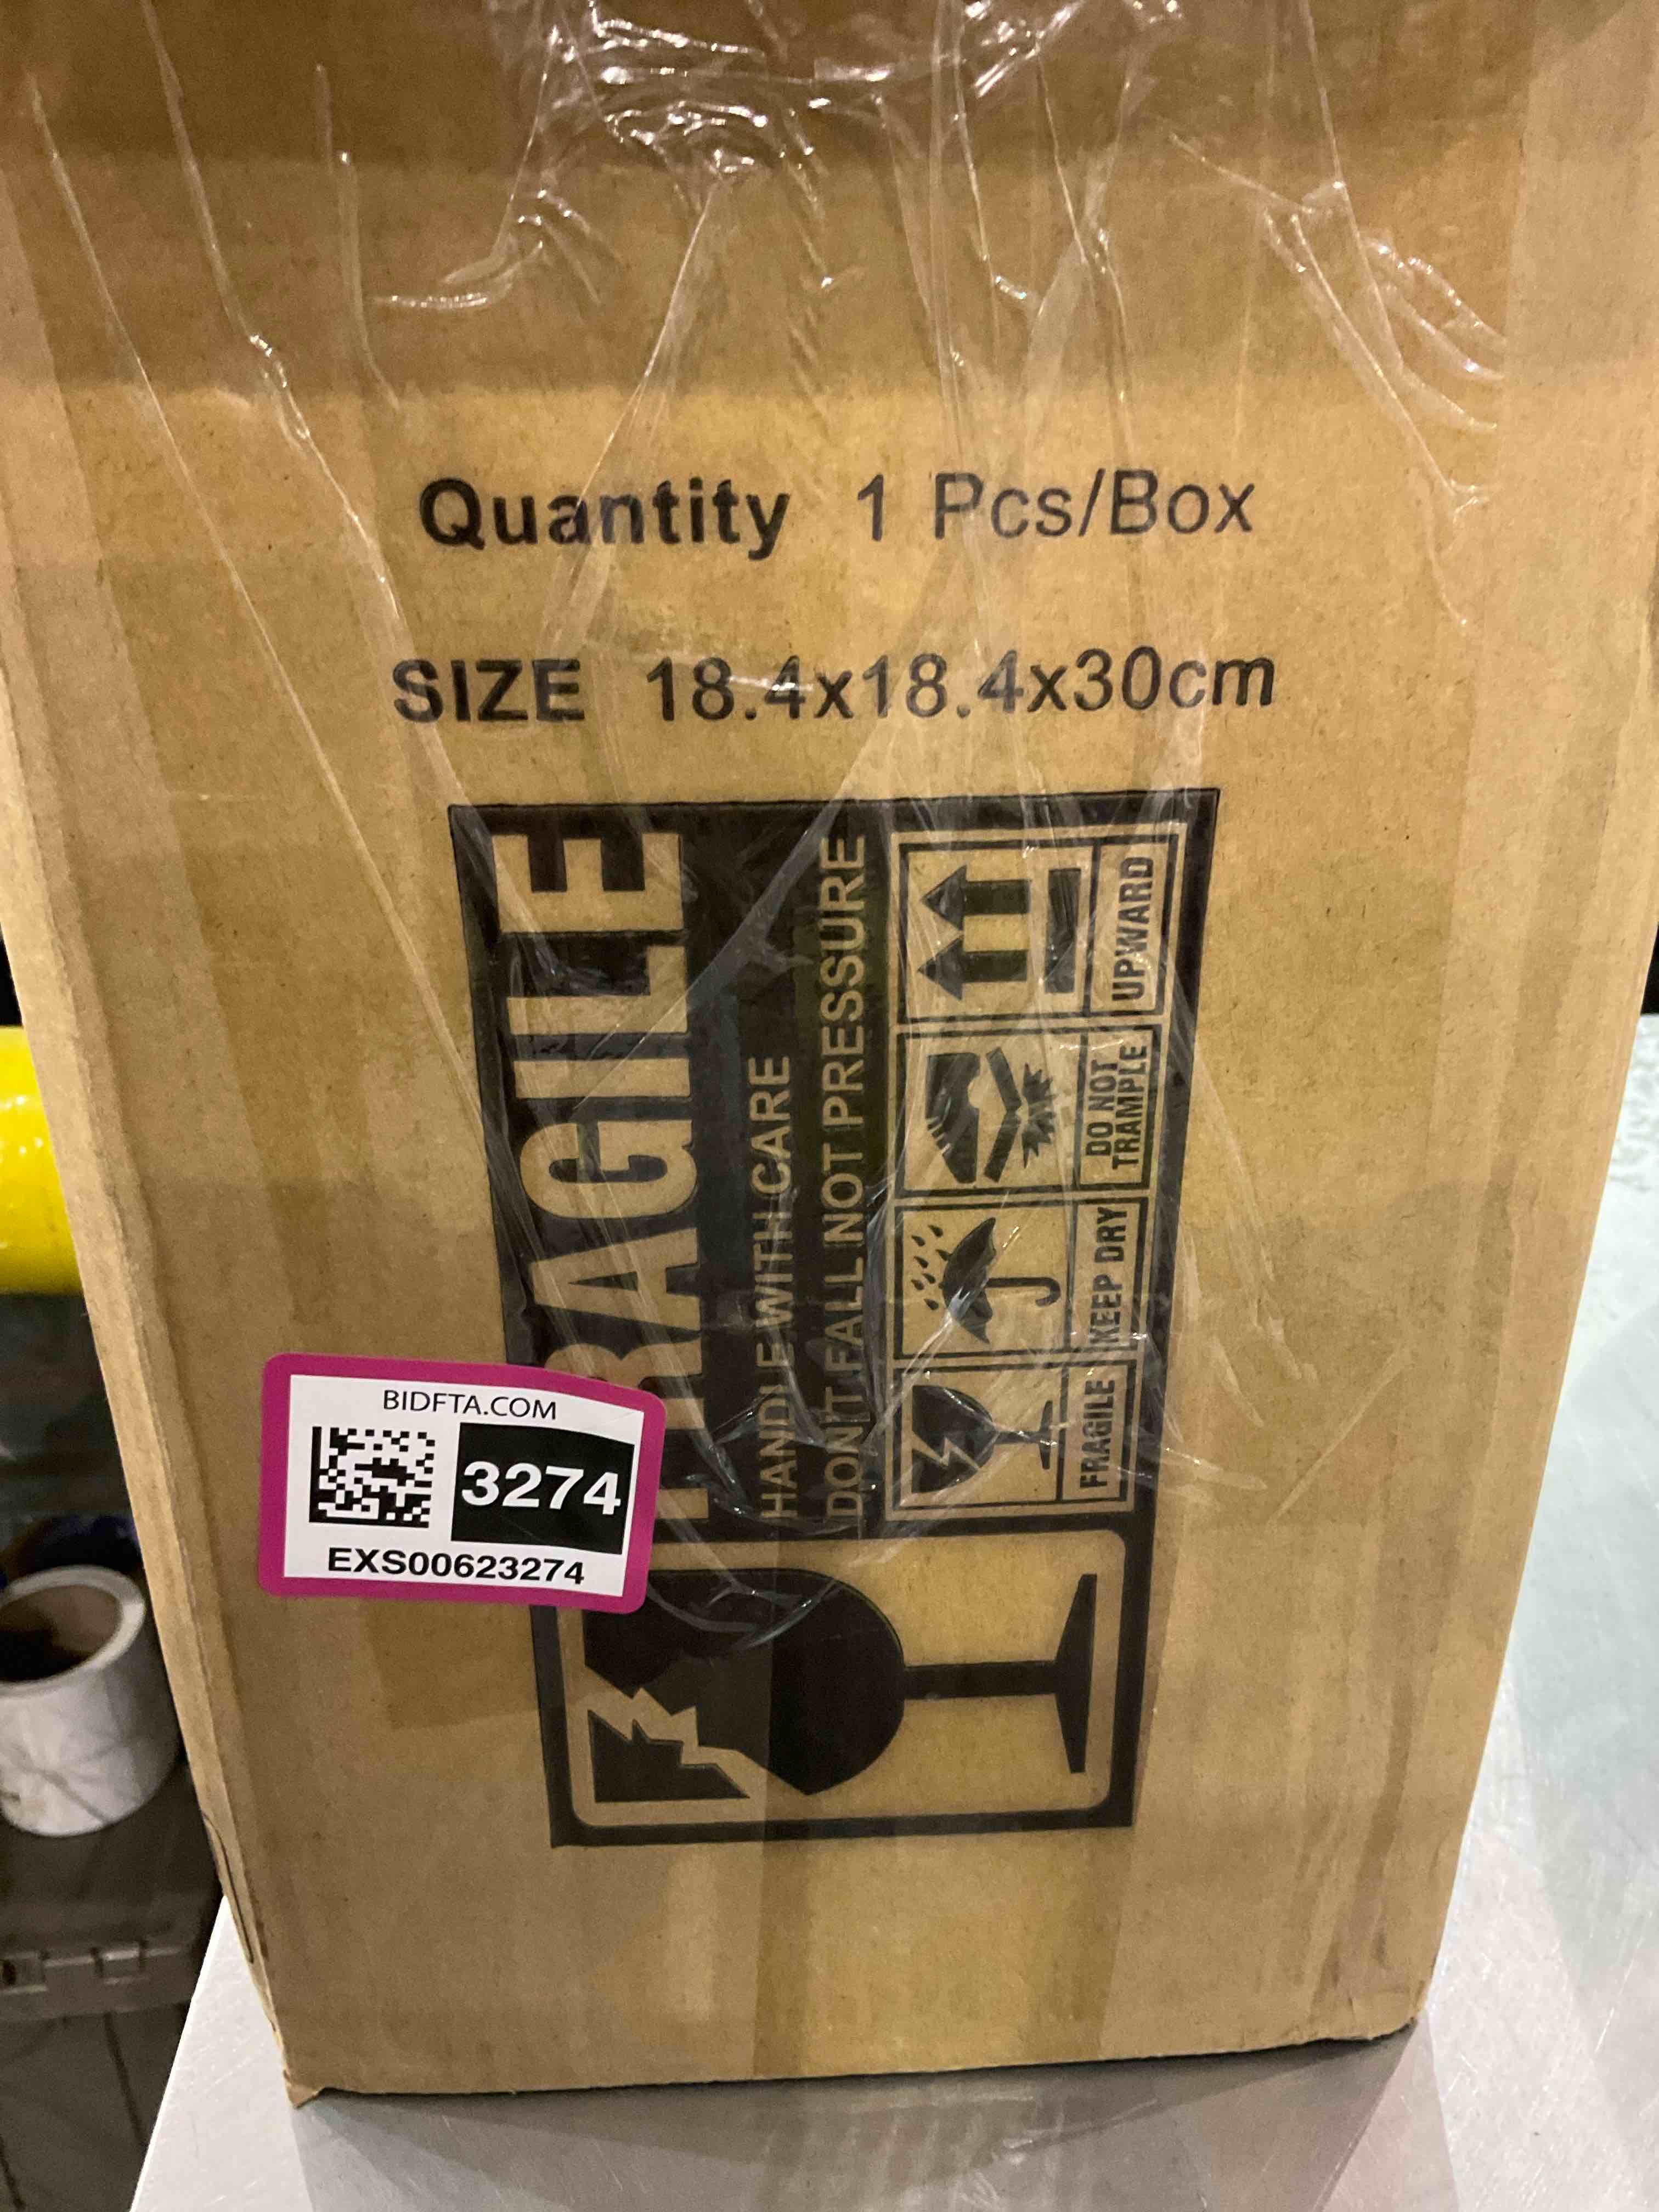 Quantity 1 Pcs/Box
SIZE 18.4x18.4x30cm
FRAGILE
HANDLE WITH CARE
DON'T FALL NOT PRESSURE
FRAGILE
KEEP DRY
DO NOT
TRAMPLE
UPWARD
BIDFTA.COM
3274
EXS00623274